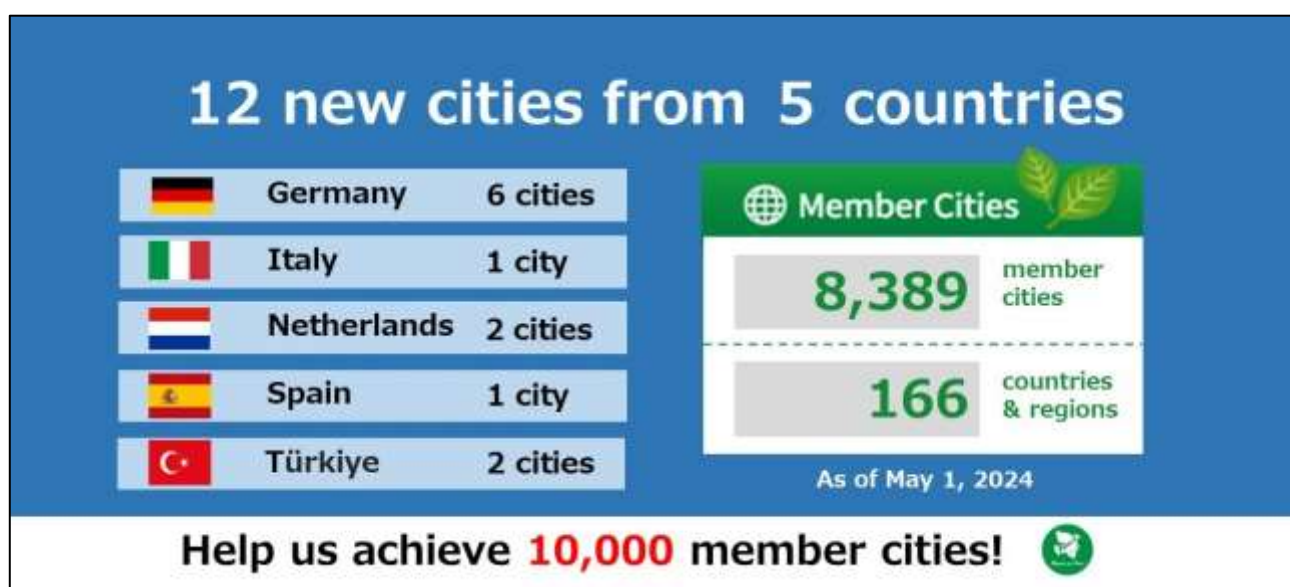 12 new cities from 5 countries
Germany 6 cities
Italy 1 city
Netherlands 2 cities
Spain 1 city
Türkiye 2 cities
Member Cities
8,389 member cities
166 countries & regions
As of May 1, 2024
Help us achieve 10,000 member cities!